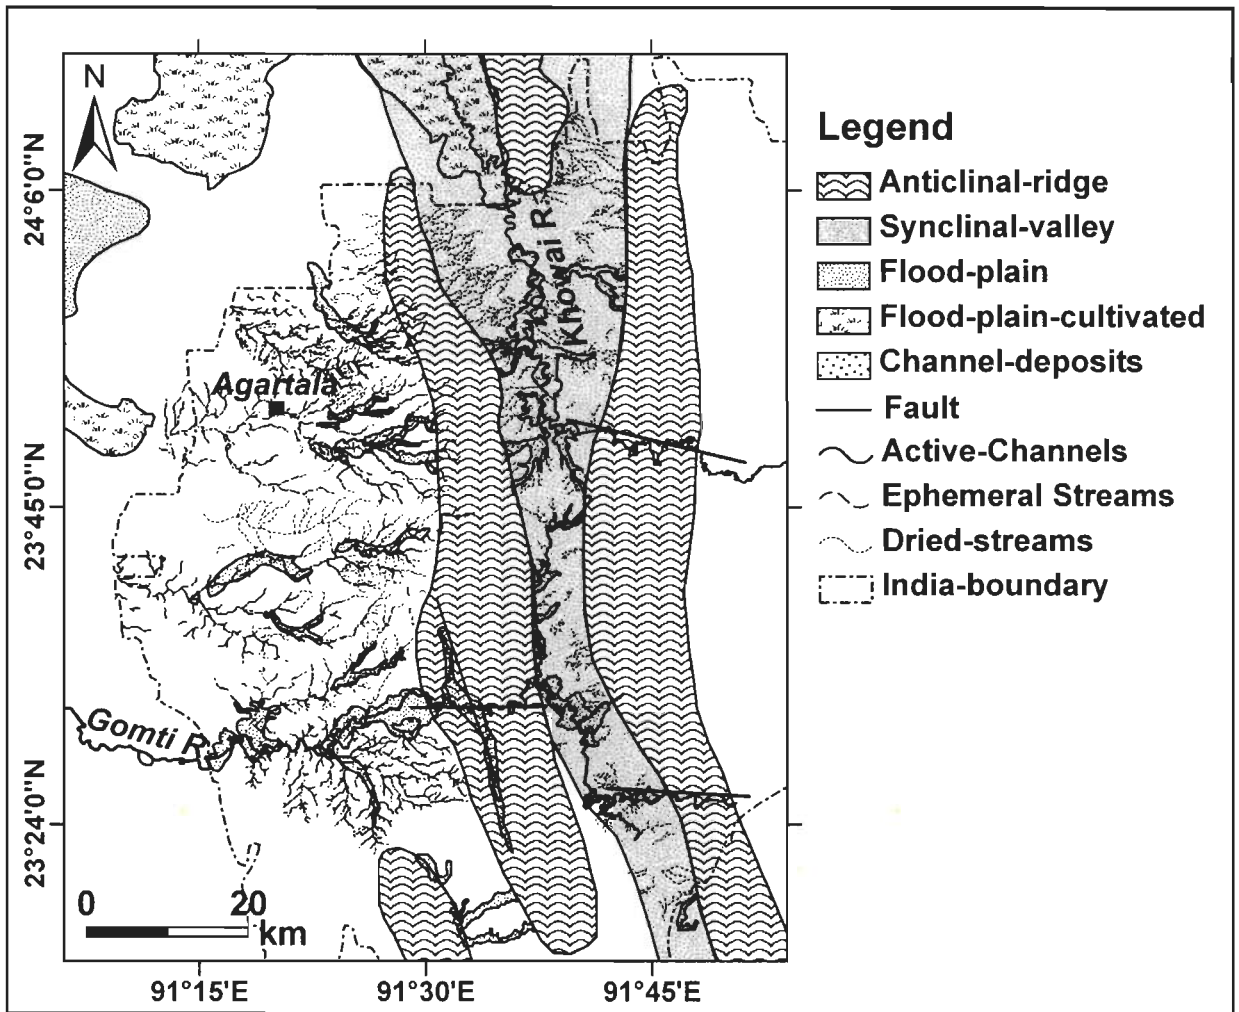 N
24°6'0"N
23°45'0"N
23°24'0"N
Khowai R
Agartala
Gomti R
0 20
km
91°15'E 91°30'E 91°45'E
Legend
Anticlinal-ridge
Synclinal-valley
Flood-plain
Flood-plain-cultivated
Channel-deposits
Fault
Active-Channels
Ephemeral Streams
Dried-streams
India-boundary